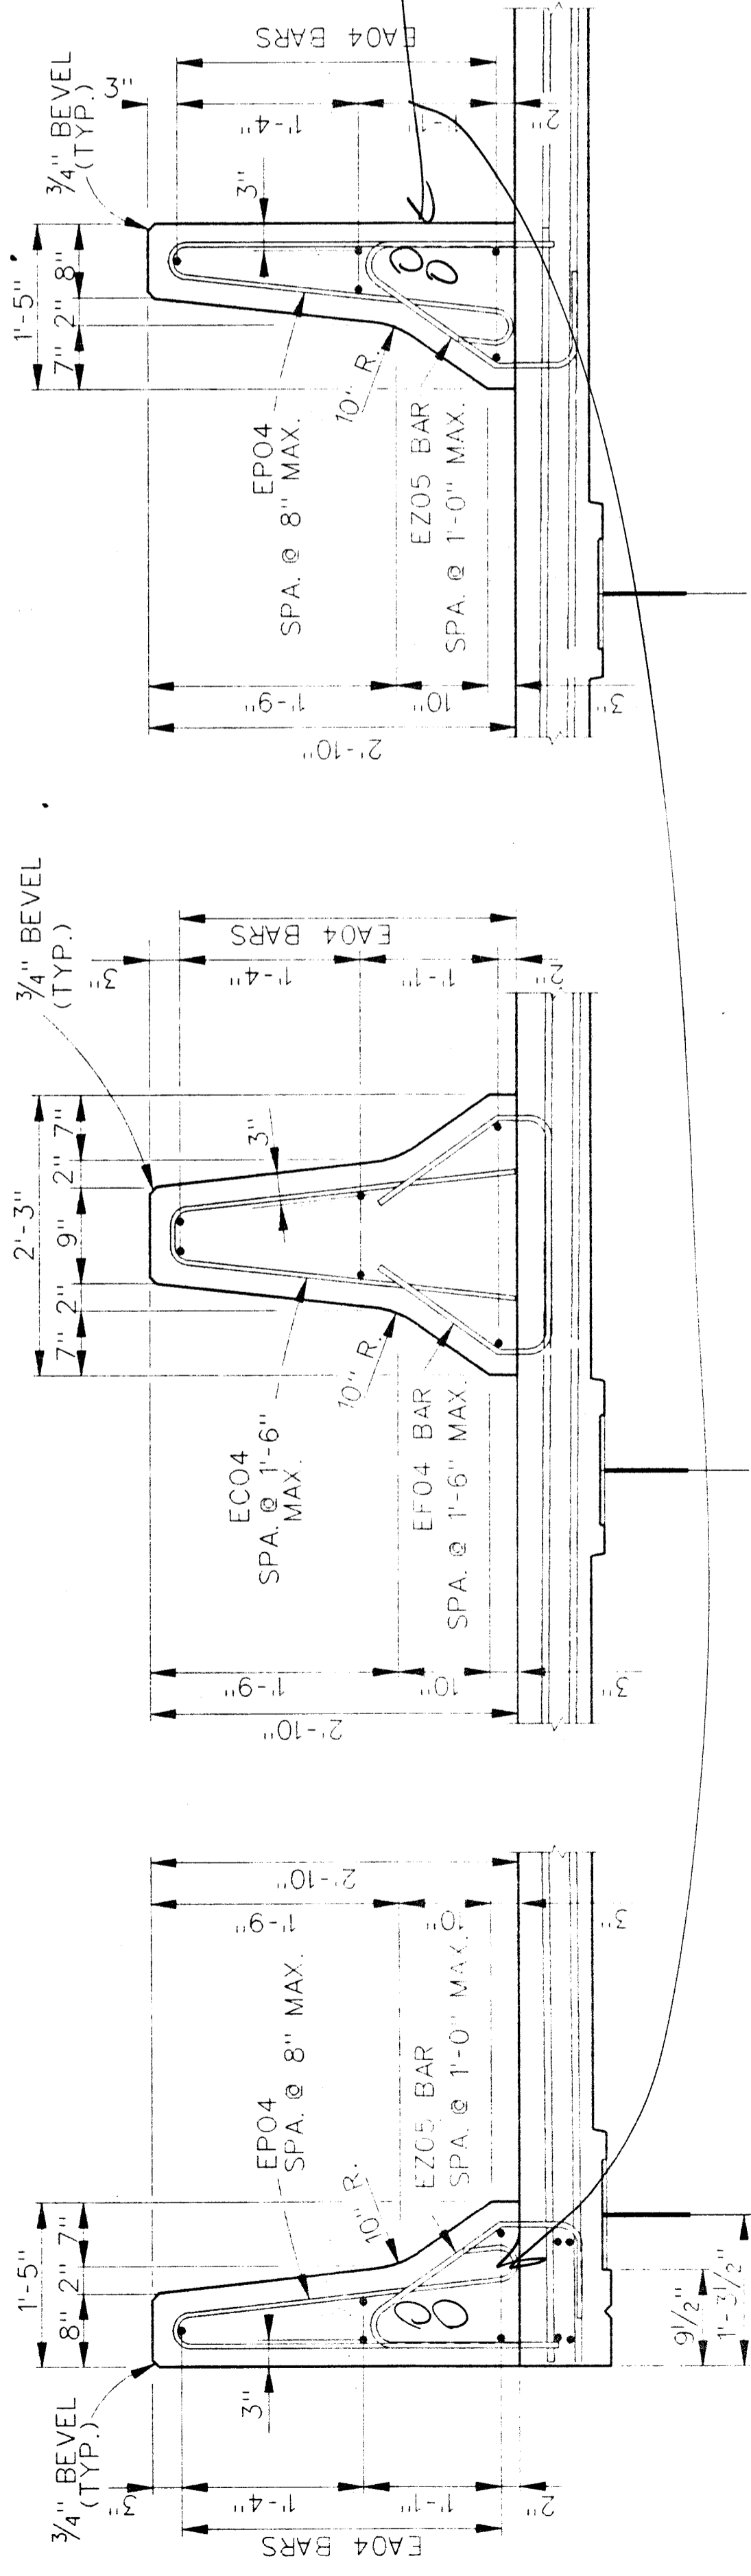 EA04 BARS
3/4" BEVEL
(TYP.)
3"
1'-4"
1'-1"
2"
3"
1'-5"
7"
2"
8"
EP04
SPA. @ 8" MAX.
10" R.
EZ05 BAR
SPA. @ 1'-0" MAX.
1'-9"
10"
3"
2'-10"
3/4" BEVEL
(TYP.)
EA04 BARS
3"
1'-4"
1'-1"
2"
2'-3"
7"
2"
9"
2"
7"
3"
EC04
SPA. @ 1'-6"
MAX.
10" R.
EF04 BAR
SPA. @ 1'-6" MAX.
1'-9"
10"
3"
2'-10"
2'-10"
1'-9"
10"
3"
EP04
SPA. @ 8" MAX.
10" R.
EZ05 BAR
SPA. @ 1'-0" MAX.
1'-5"
8"
2"
7"
3/4" BEVEL
(TYP.)
3"
3"
1'-4"
1'-1"
2"
EA04 BARS
9 1/2"
1'-3 1/2"